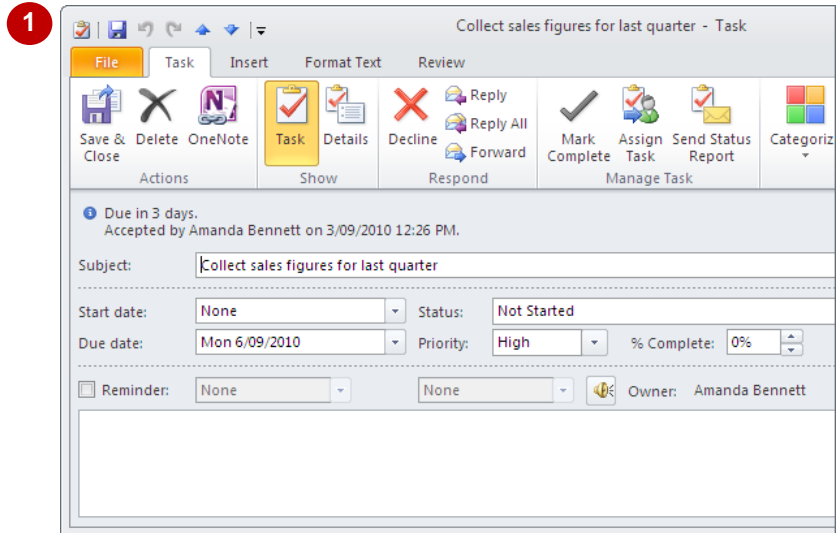 1
Collect sales figures for last quarter - Task
File Task Insert Format Text Review
Save & Close Delete OneNote Task Details Decline Reply Reply All Forward Mark Complete Assign Task Send Status Report Categoriz
Actions Show Respond Manage Task
Due in 3 days.
Accepted by Amanda Bennett on 3/09/2010 12:26 PM.
Subject: Collect sales figures for last quarter
Start date: None Status: Not Started
Due date: Mon 6/09/2010 Priority: High % Complete: 0%
Reminder: None None Owner: Amanda Bennett